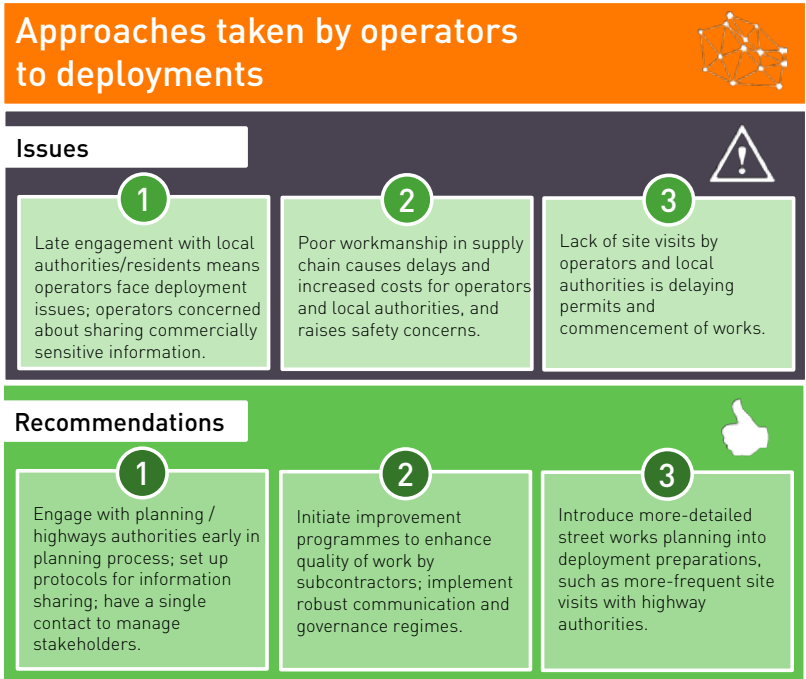 Approaches taken by operators
to deployments
Issues
1
Late engagement with local
authorities/residents means
operators face deployment
issues; operators concerned
about sharing commercially
sensitive information.
2
Poor workmanship in supply
chain causes delays and
increased costs for operators
and local authorities, and
raises safety concerns.
3
Lack of site visits by
operators and local
authorities is delaying
permits and
commencement of works.
Recommendations
1
Engage with planning /
highways authorities early in
planning process; set up
protocols for information
sharing; have a single
contact to manage
stakeholders.
2
Initiate improvement
programmes to enhance
quality of work by
subcontractors; implement
robust communication and
governance regimes.
3
Introduce more-detailed
street works planning into
deployment preparations,
such as more-frequent site
visits with highway
authorities.